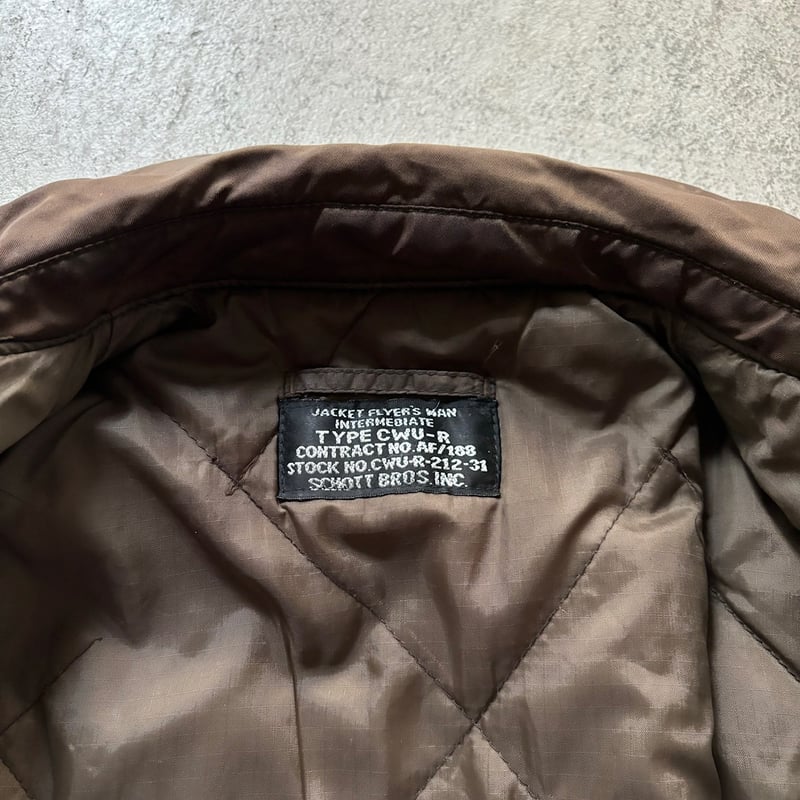 JACKET FLYER'S MAN
INTERMEDIATE
TYPE CWU-R
CONTRACT NO. AF/188
STOCK NO. CWU-R-212-31
SCHOTT BROS. INC.